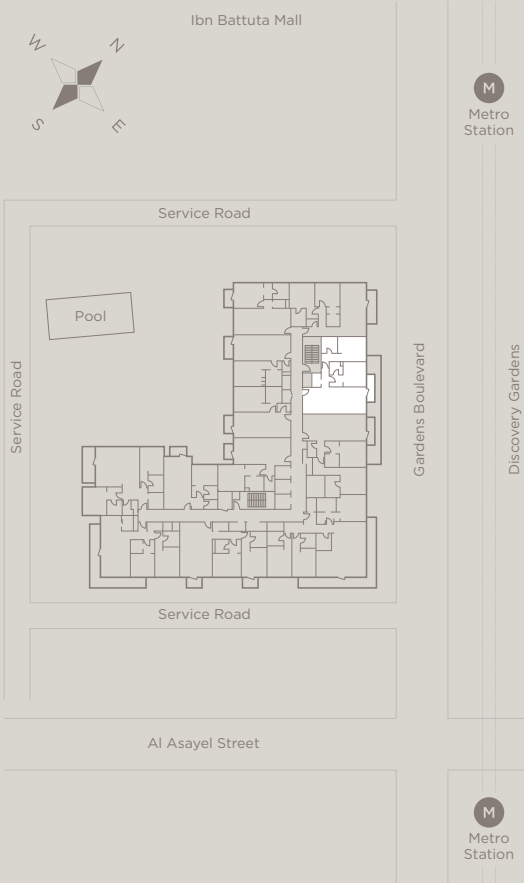 Ibn Battuta Mall
W
N
S
E
M
Metro
Station
Service Road
Pool
Service Road
Gardens Boulevard
Discovery Gardens
Service Road
Al Asayel Street
M
Metro
Station